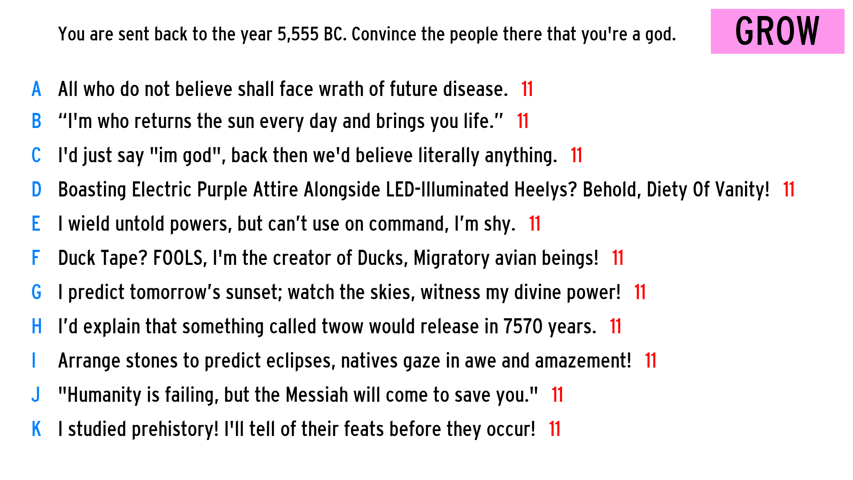 You are sent back to the year 5,555 BC. Convince the people there that you're a god.
GROW
A All who do not believe shall face wrath of future disease. 11
B “I'm who returns the sun every day and brings you life.” 11
C I'd just say "im god", back then we'd believe literally anything. 11
D Boasting Electric Purple Attire Alongside LED-Illuminated Heelys? Behold, Diety Of Vanity! 11
E I wield untold powers, but can’t use on command, I’m shy. 11
F Duck Tape? FOOLS, I'm the creator of Ducks, Migratory avian beings! 11
G I predict tomorrow’s sunset; watch the skies, witness my divine power! 11
H I’d explain that something called twow would release in 7570 years. 11
I Arrange stones to predict eclipses, natives gaze in awe and amazement! 11
J "Humanity is failing, but the Messiah will come to save you." 11
K I studied prehistory! I'll tell of their feats before they occur! 11